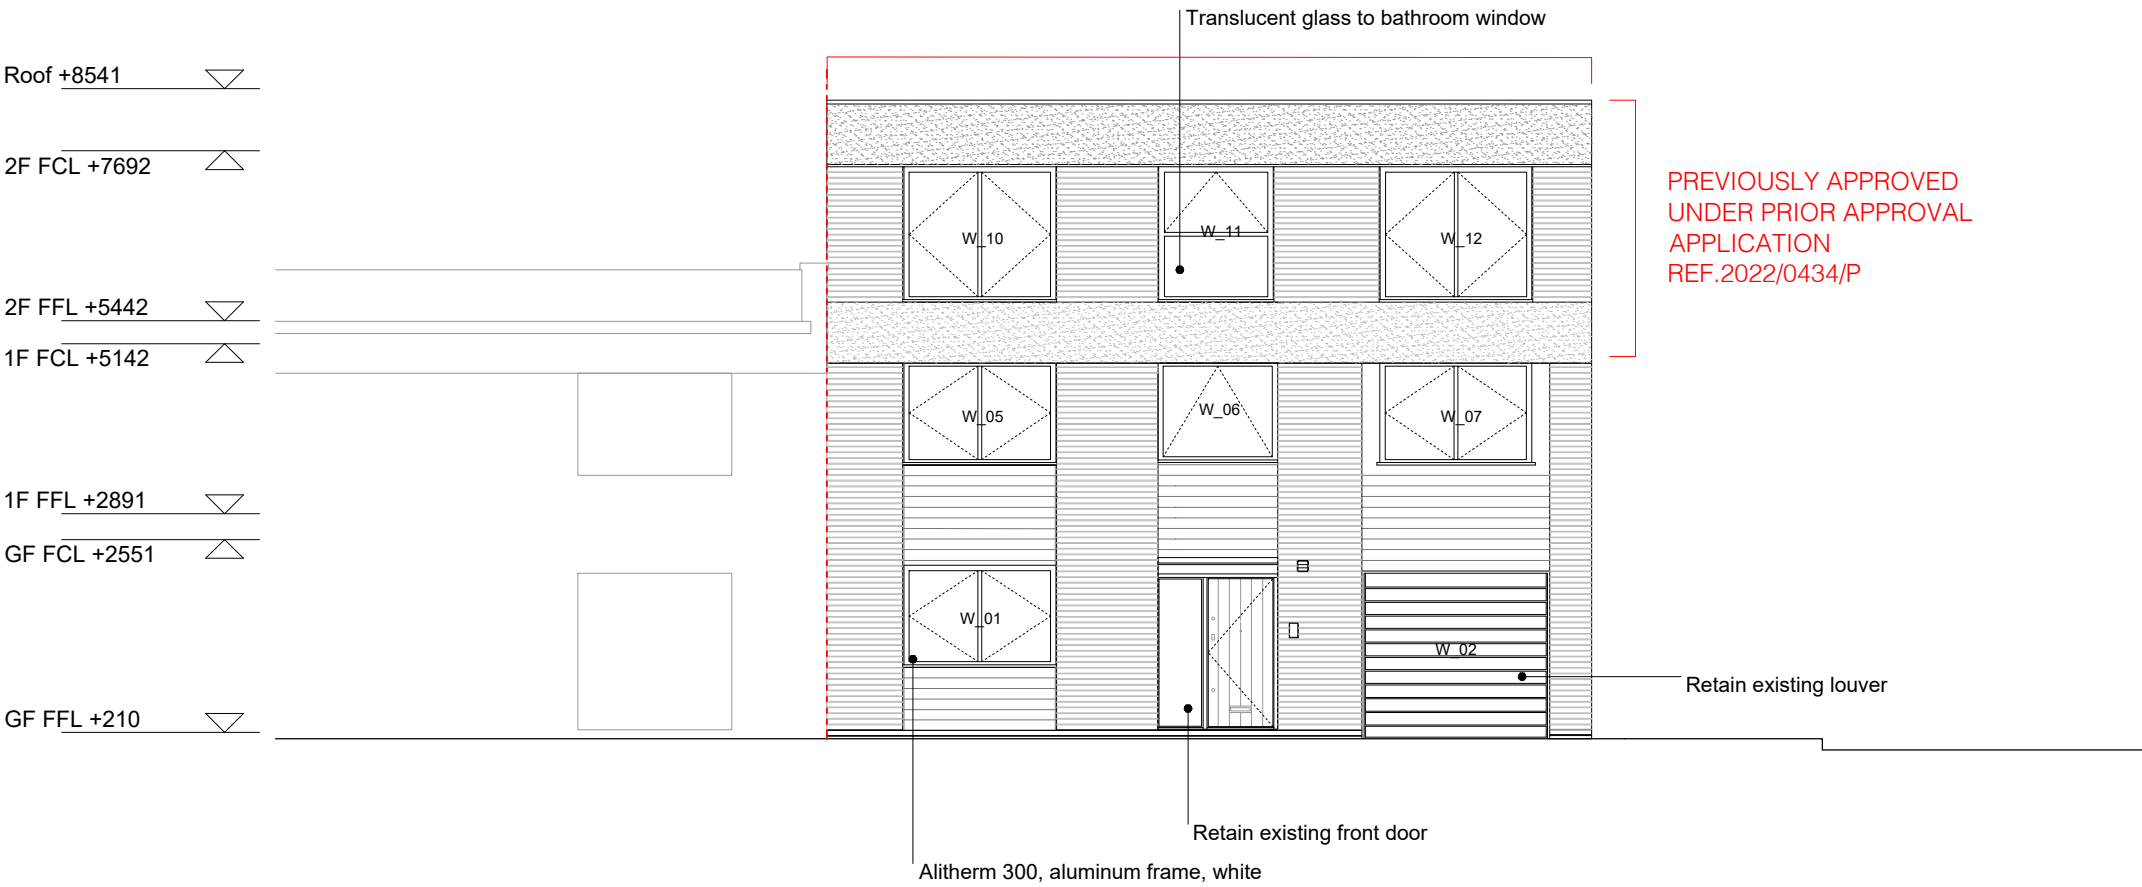 Translucent glass to bathroom window
Roof +8541
2F FCL +7692
PREVIOUSLY APPROVED
UNDER PRIOR APPROVAL
APPLICATION
REF.2022/0434/P
W_10
W_11
W_12
2F FFL +5442
1F FCL +5142
W_05
W_06
W_07
1F FFL +2891
GF FCL +2551
W_01
W_02
Retain existing louver
GF FFL +210
Retain existing front door
Alitherm 300, aluminum frame, white